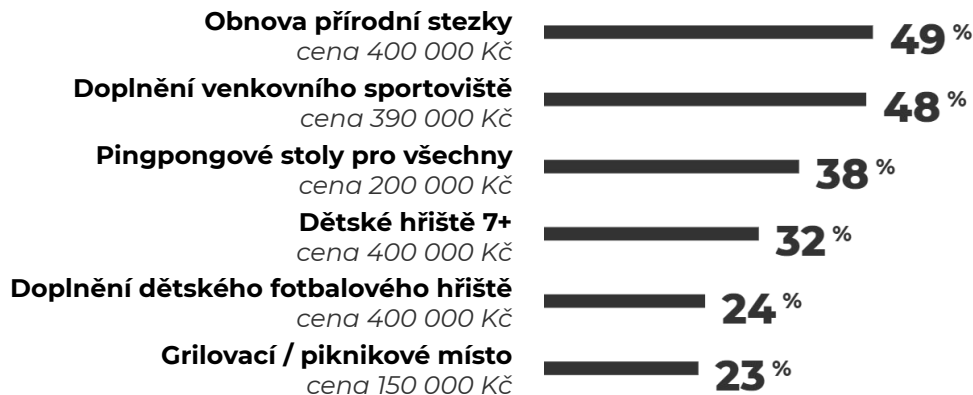 Obnova přírodní stezky
cena 400 000 Kč
49 %
Doplnění venkovního sportoviště
cena 390 000 Kč
48 %
Pingpongové stoly pro všechny
cena 200 000 Kč
38 %
Dětské hřiště 7+
cena 400 000 Kč
32 %
Doplnění dětského fotbalového hřiště
cena 400 000 Kč
24 %
Grilovací / piknikové místo
cena 150 000 Kč
23 %